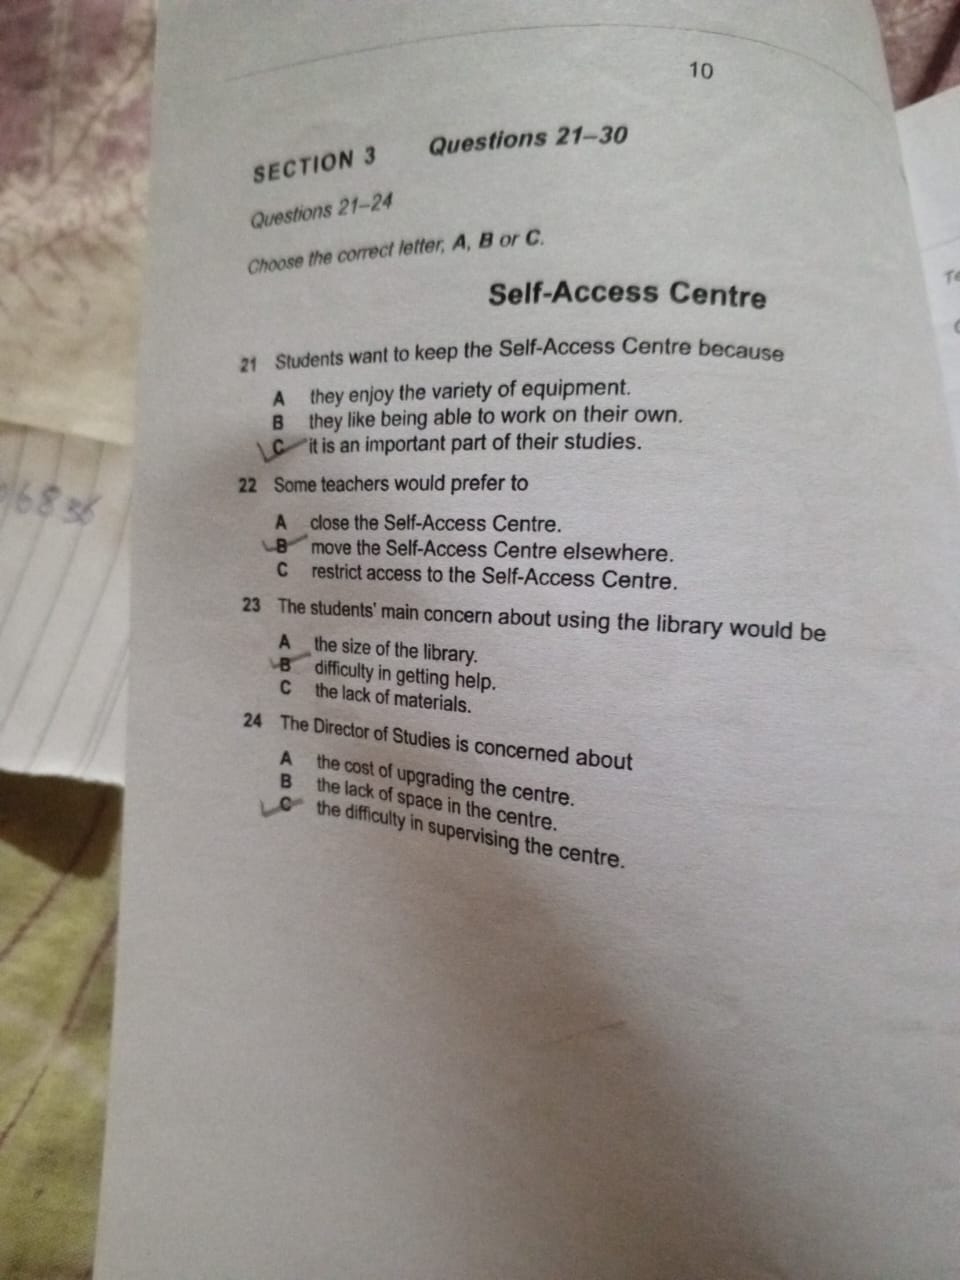 10
SECTION 3 Questions 21–30
Questions 21–24
Choose the correct letter, A, B or C.
Self-Access Centre
21 Students want to keep the Self-Access Centre because
A they enjoy the variety of equipment.
B they like being able to work on their own.
C it is an important part of their studies.
22 Some teachers would prefer to
A close the Self-Access Centre.
B move the Self-Access Centre elsewhere.
C restrict access to the Self-Access Centre.
23 The students' main concern about using the library would be
A the size of the library.
B difficulty in getting help.
C the lack of materials.
24 The Director of Studies is concerned about
A the cost of upgrading the centre.
B the lack of space in the centre.
C the difficulty in supervising the centre.